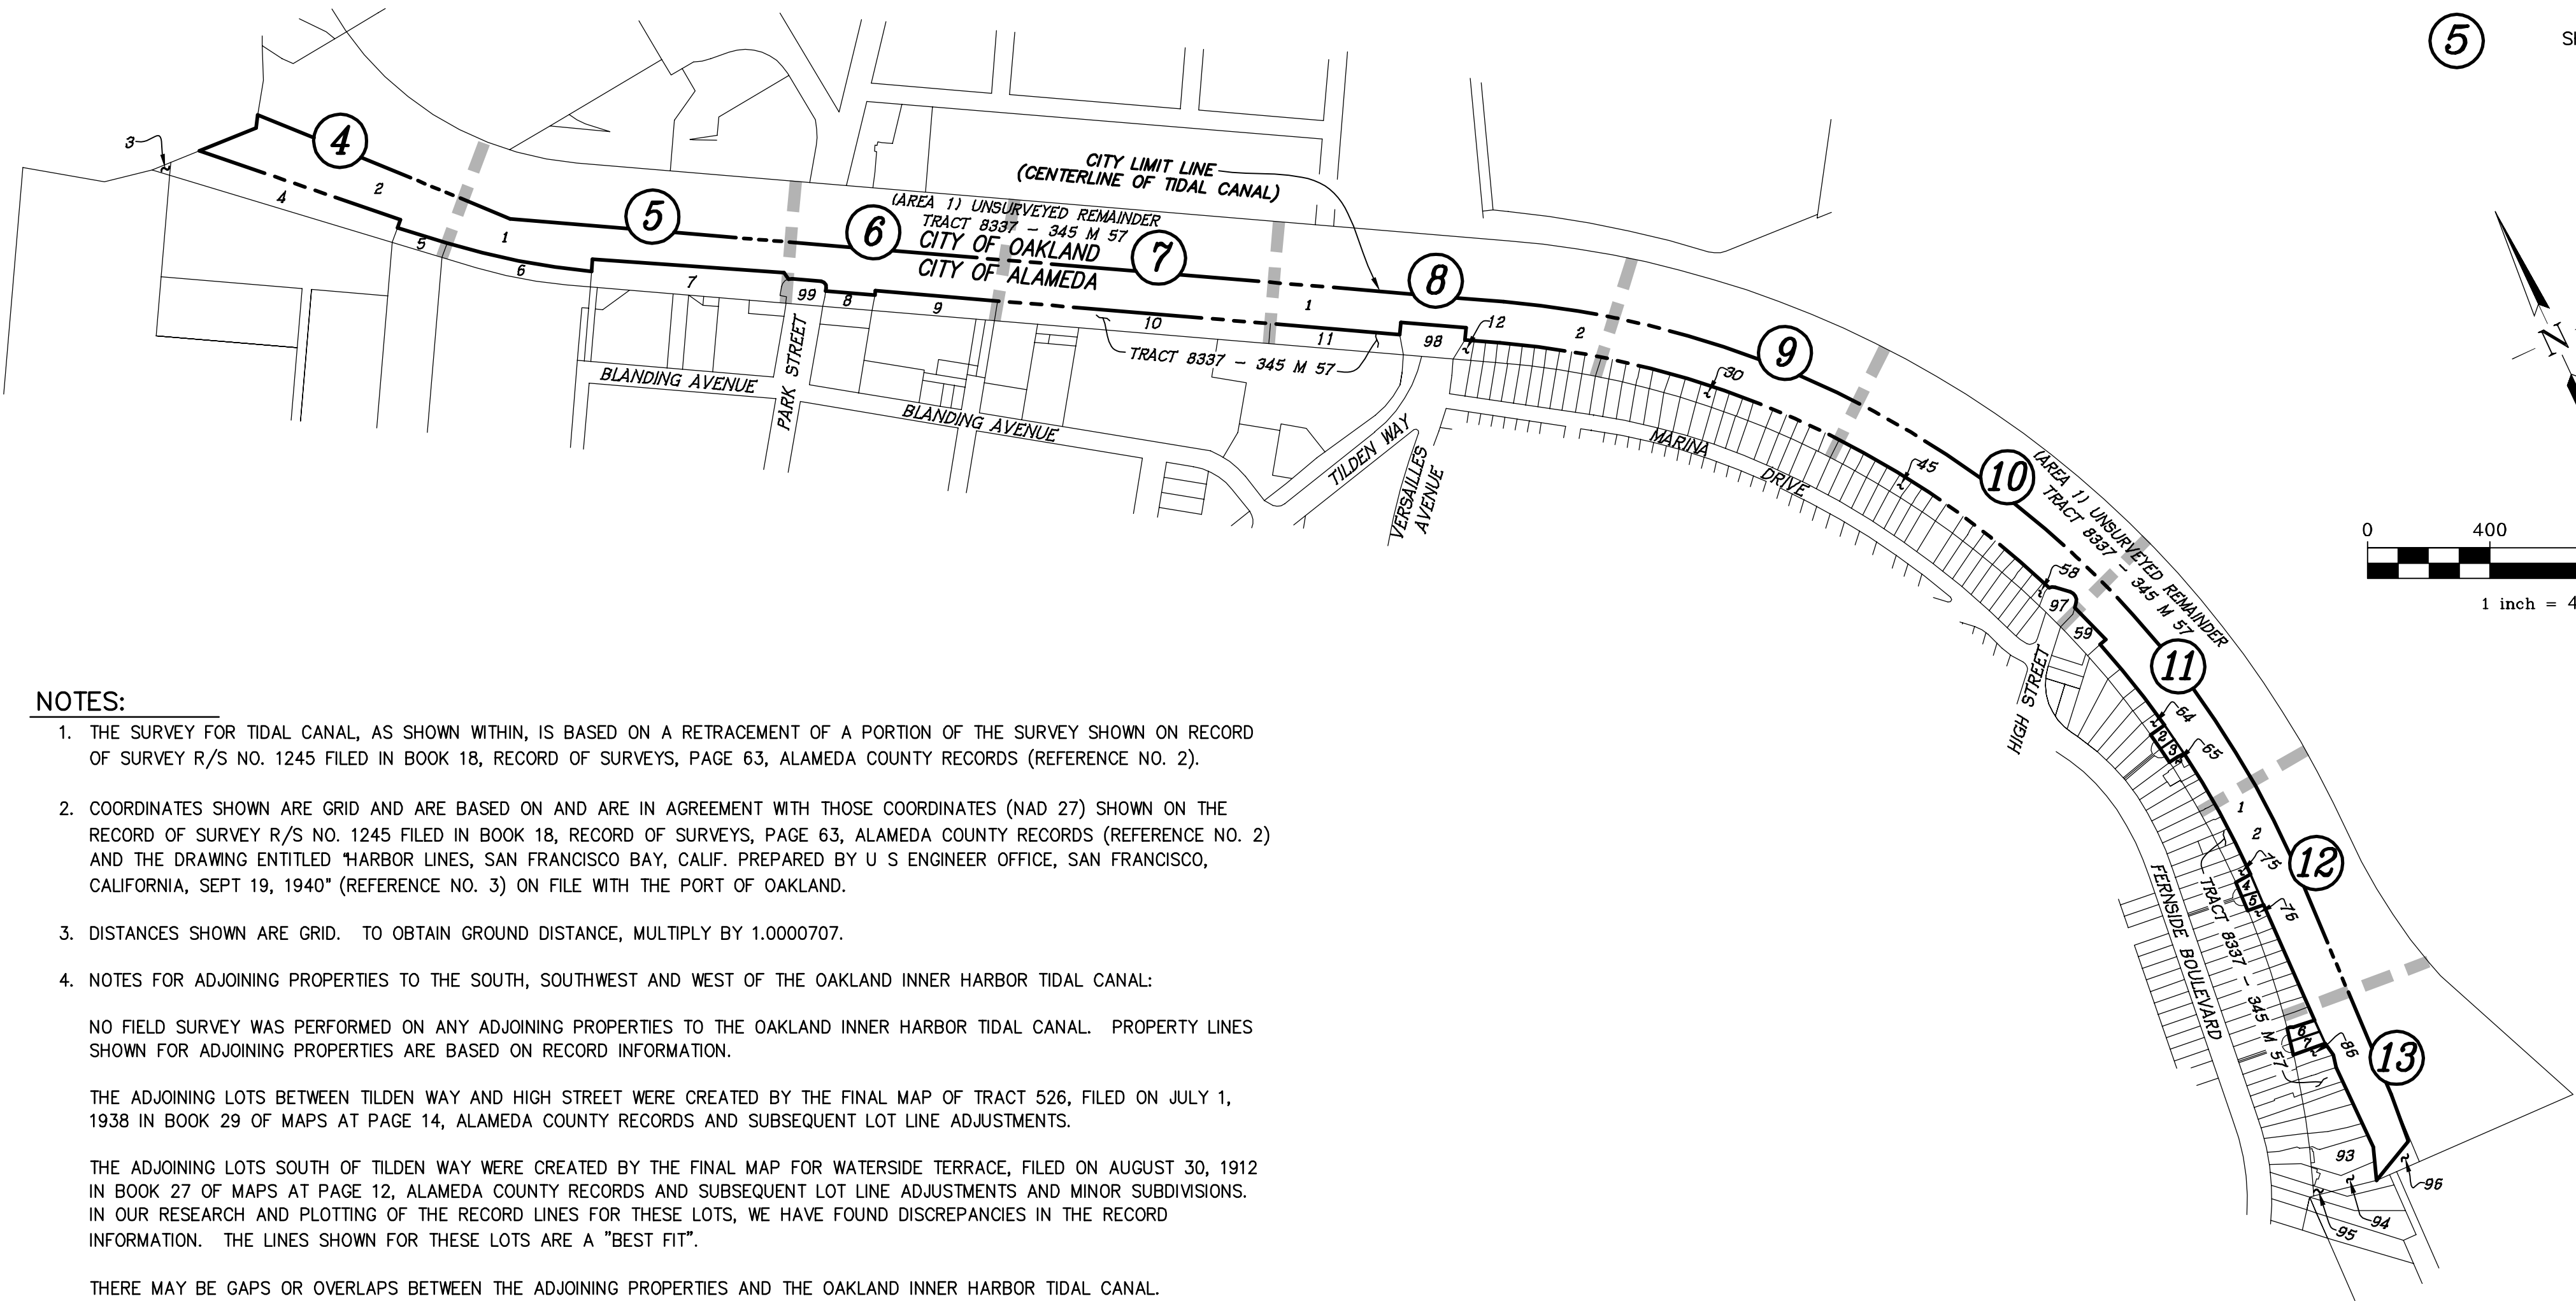 5
3
4
2
4
5
1
5
6
7
(AREA 1) UNSURVEYED REMAINDER
TRACT 8337 - 345 M 57
6
CITY OF OAKLAND
CITY OF ALAMEDA
7
CITY LIMIT LINE
(CENTERLINE OF TIDAL CANAL)
99
8
9
10
11
1
8
98
12
2
9
30
TRACT 8337 - 345 M 57
BLANDING AVENUE
PARK STREET
BLANDING AVENUE
TILDEN WAY
VERSAILLES
AVENUE
MARINA
DRIVE
45
10
(AREA 1) UNSURVEYED REMAINDER
TRACT 8337 - 345 M 57
N
0 400
1 inch = 4
58
97
59
11
HIGH STREET
64
2
3
65
1
2
12
75
4
5
76
FERNSIDE BOULEVARD
TRACT 8337 - 345 M 57
6
7
86
13
93
96
94
95
NOTES:
1. THE SURVEY FOR TIDAL CANAL, AS SHOWN WITHIN, IS BASED ON A RETRACEMENT OF A PORTION OF THE SURVEY SHOWN ON RECORD
OF SURVEY R/S NO. 1245 FILED IN BOOK 18, RECORD OF SURVEYS, PAGE 63, ALAMEDA COUNTY RECORDS (REFERENCE NO. 2).
2. COORDINATES SHOWN ARE GRID AND ARE BASED ON AND ARE IN AGREEMENT WITH THOSE COORDINATES (NAD 27) SHOWN ON THE
RECORD OF SURVEY R/S NO. 1245 FILED IN BOOK 18, RECORD OF SURVEYS, PAGE 63, ALAMEDA COUNTY RECORDS (REFERENCE NO. 2)
AND THE DRAWING ENTITLED "HARBOR LINES, SAN FRANCISCO BAY, CALIF. PREPARED BY U S ENGINEER OFFICE, SAN FRANCISCO,
CALIFORNIA, SEPT 19, 1940" (REFERENCE NO. 3) ON FILE WITH THE PORT OF OAKLAND.
3. DISTANCES SHOWN ARE GRID. TO OBTAIN GROUND DISTANCE, MULTIPLY BY 1.0000707.
4. NOTES FOR ADJOINING PROPERTIES TO THE SOUTH, SOUTHWEST AND WEST OF THE OAKLAND INNER HARBOR TIDAL CANAL:
NO FIELD SURVEY WAS PERFORMED ON ANY ADJOINING PROPERTIES TO THE OAKLAND INNER HARBOR TIDAL CANAL. PROPERTY LINES
SHOWN FOR ADJOINING PROPERTIES ARE BASED ON RECORD INFORMATION.
THE ADJOINING LOTS BETWEEN TILDEN WAY AND HIGH STREET WERE CREATED BY THE FINAL MAP OF TRACT 526, FILED ON JULY 1,
1938 IN BOOK 29 OF MAPS AT PAGE 14, ALAMEDA COUNTY RECORDS AND SUBSEQUENT LOT LINE ADJUSTMENTS.
THE ADJOINING LOTS SOUTH OF TILDEN WAY WERE CREATED BY THE FINAL MAP FOR WATERSIDE TERRACE, FILED ON AUGUST 30, 1912
IN BOOK 27 OF MAPS AT PAGE 12, ALAMEDA COUNTY RECORDS AND SUBSEQUENT LOT LINE ADJUSTMENTS AND MINOR SUBDIVISIONS.
IN OUR RESEARCH AND PLOTTING OF THE RECORD LINES FOR THESE LOTS, WE HAVE FOUND DISCREPANCIES IN THE RECORD
INFORMATION. THE LINES SHOWN FOR THESE LOTS ARE A "BEST FIT".
THERE MAY BE GAPS OR OVERLAPS BETWEEN THE ADJOINING PROPERTIES AND THE OAKLAND INNER HARBOR TIDAL CANAL.